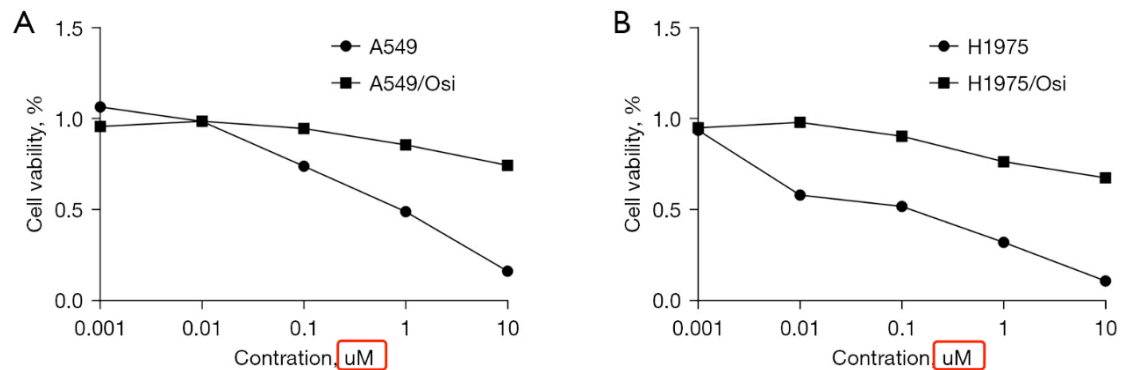 A
1.5
1.0
0.5
0.0
Cell vability, %
A549
A549/Osi
0.001 0.01 0.1 1 10
Contration, uM
B
1.5
1.0
0.5
0.0
Cell vability, %
H1975
H1975/Osi
0.001 0.01 0.1 1 10
Contration, uM